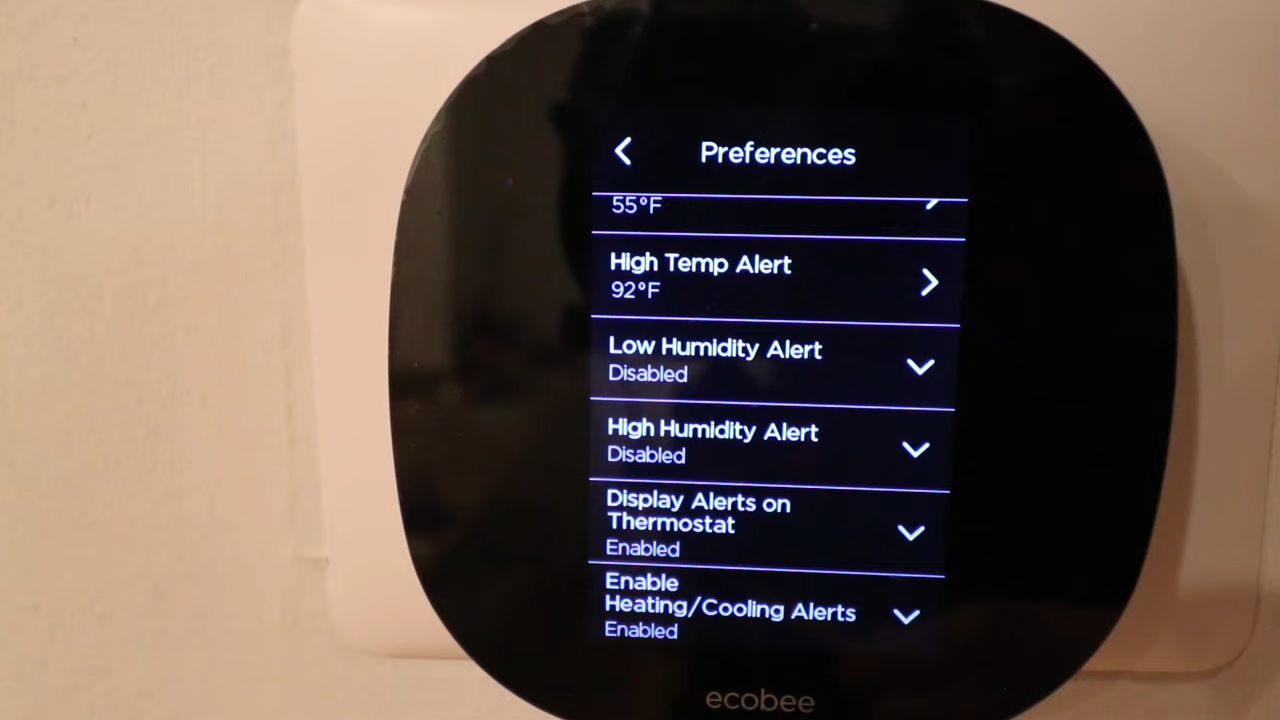 Preferences
55°F
High Temp Alert
92°F
Low Humidity Alert
Disabled
High Humidity Alert
Disabled
Display Alerts on
Thermostat
Enabled
Enable
Heating/Cooling Alerts
Enabled
ecobee